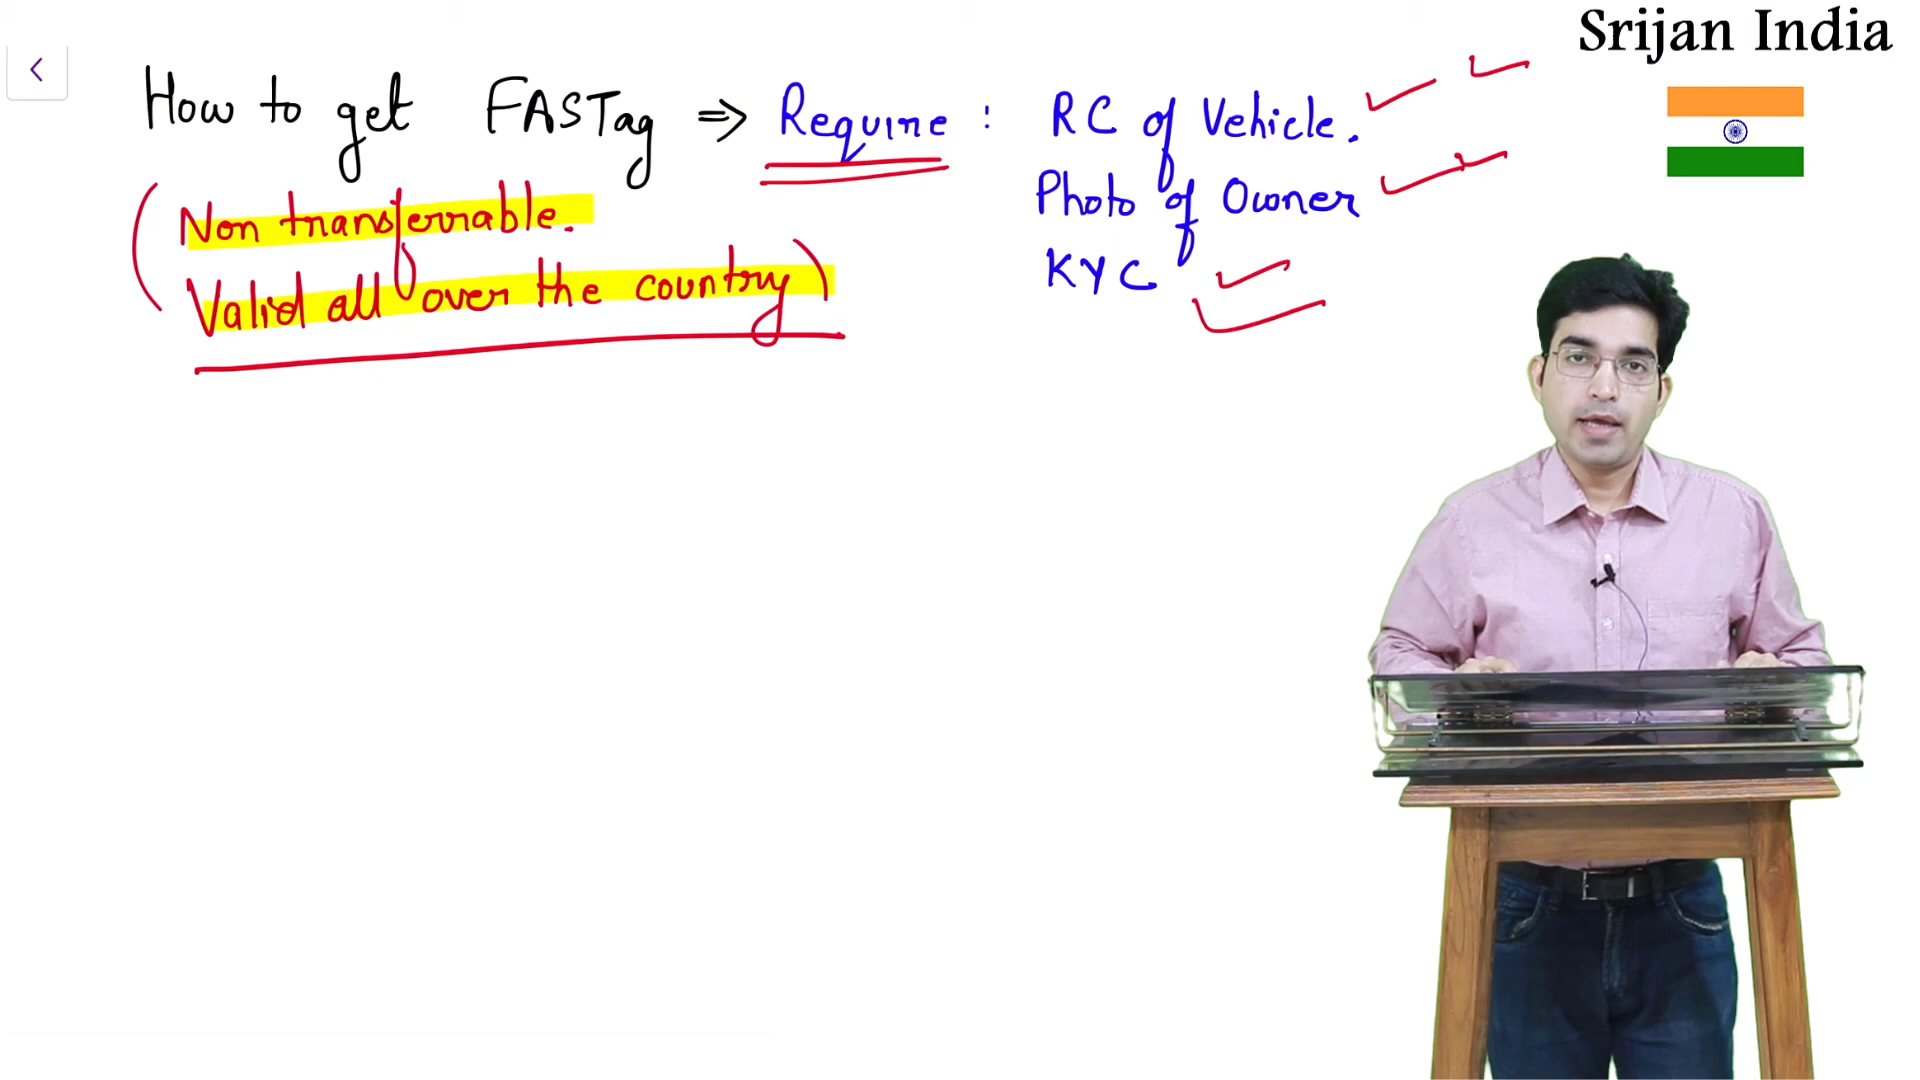 Srijan India
How to get FASTag ⇒ Require : RC of Vehicle.
Photo of Owner
KYC
(Non transferrable.
Valid all over the country)